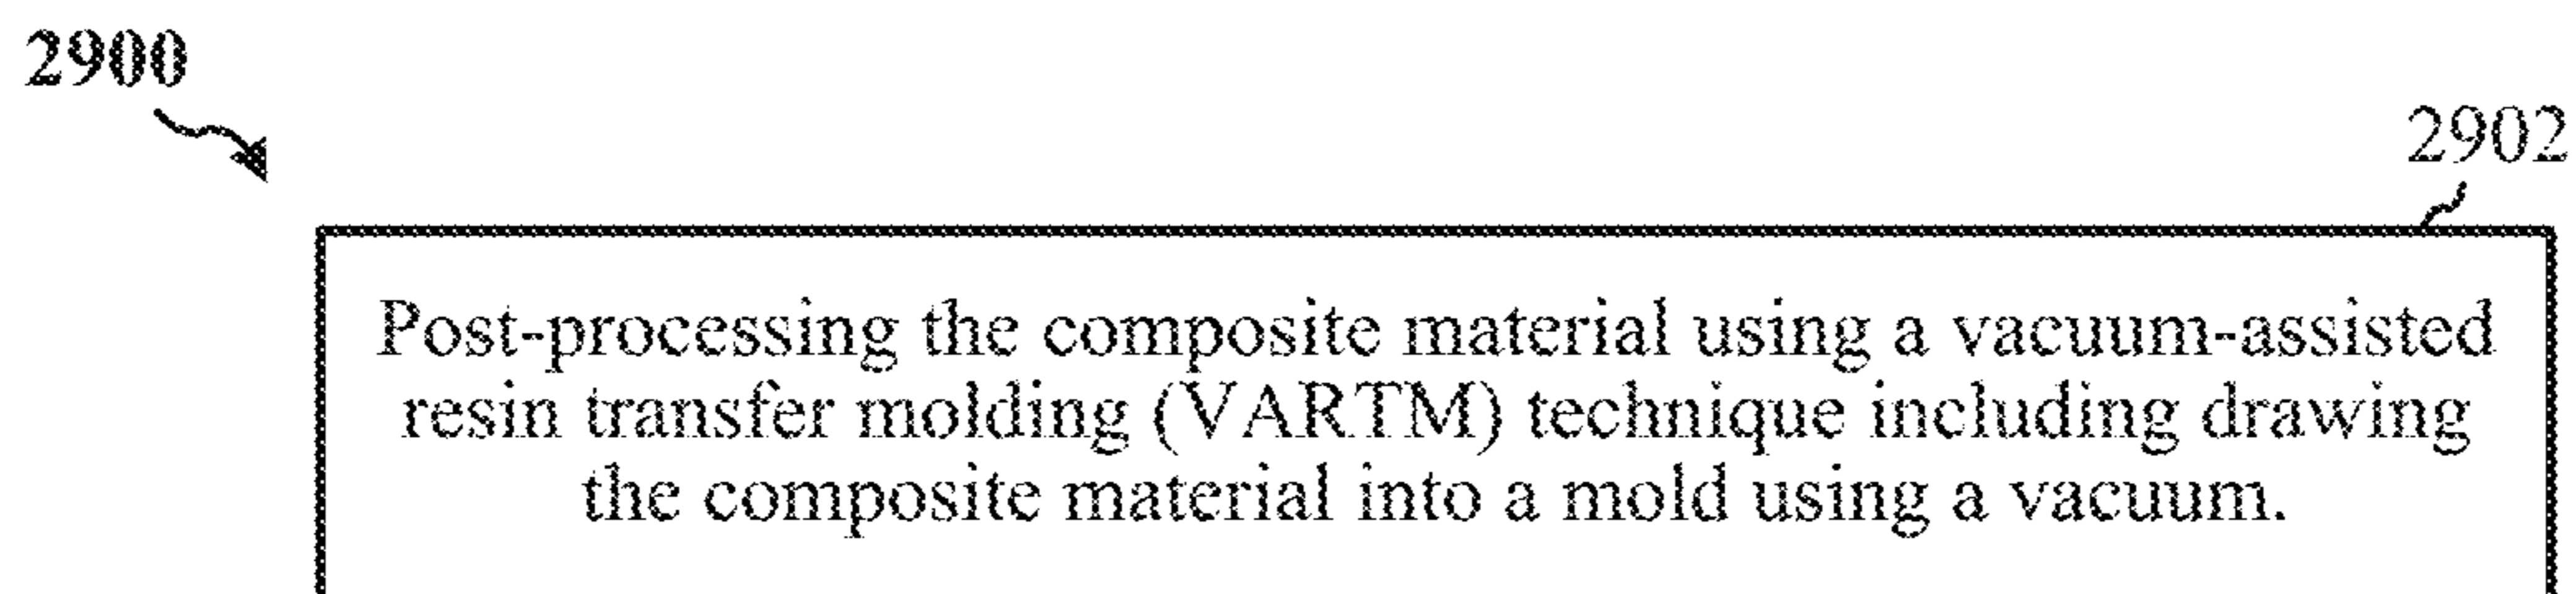 2900
2902
Post-processing the composite material using a vacuum-assisted
resin transfer molding (VARTM) technique including drawing
the composite material into a mold using a vacuum.